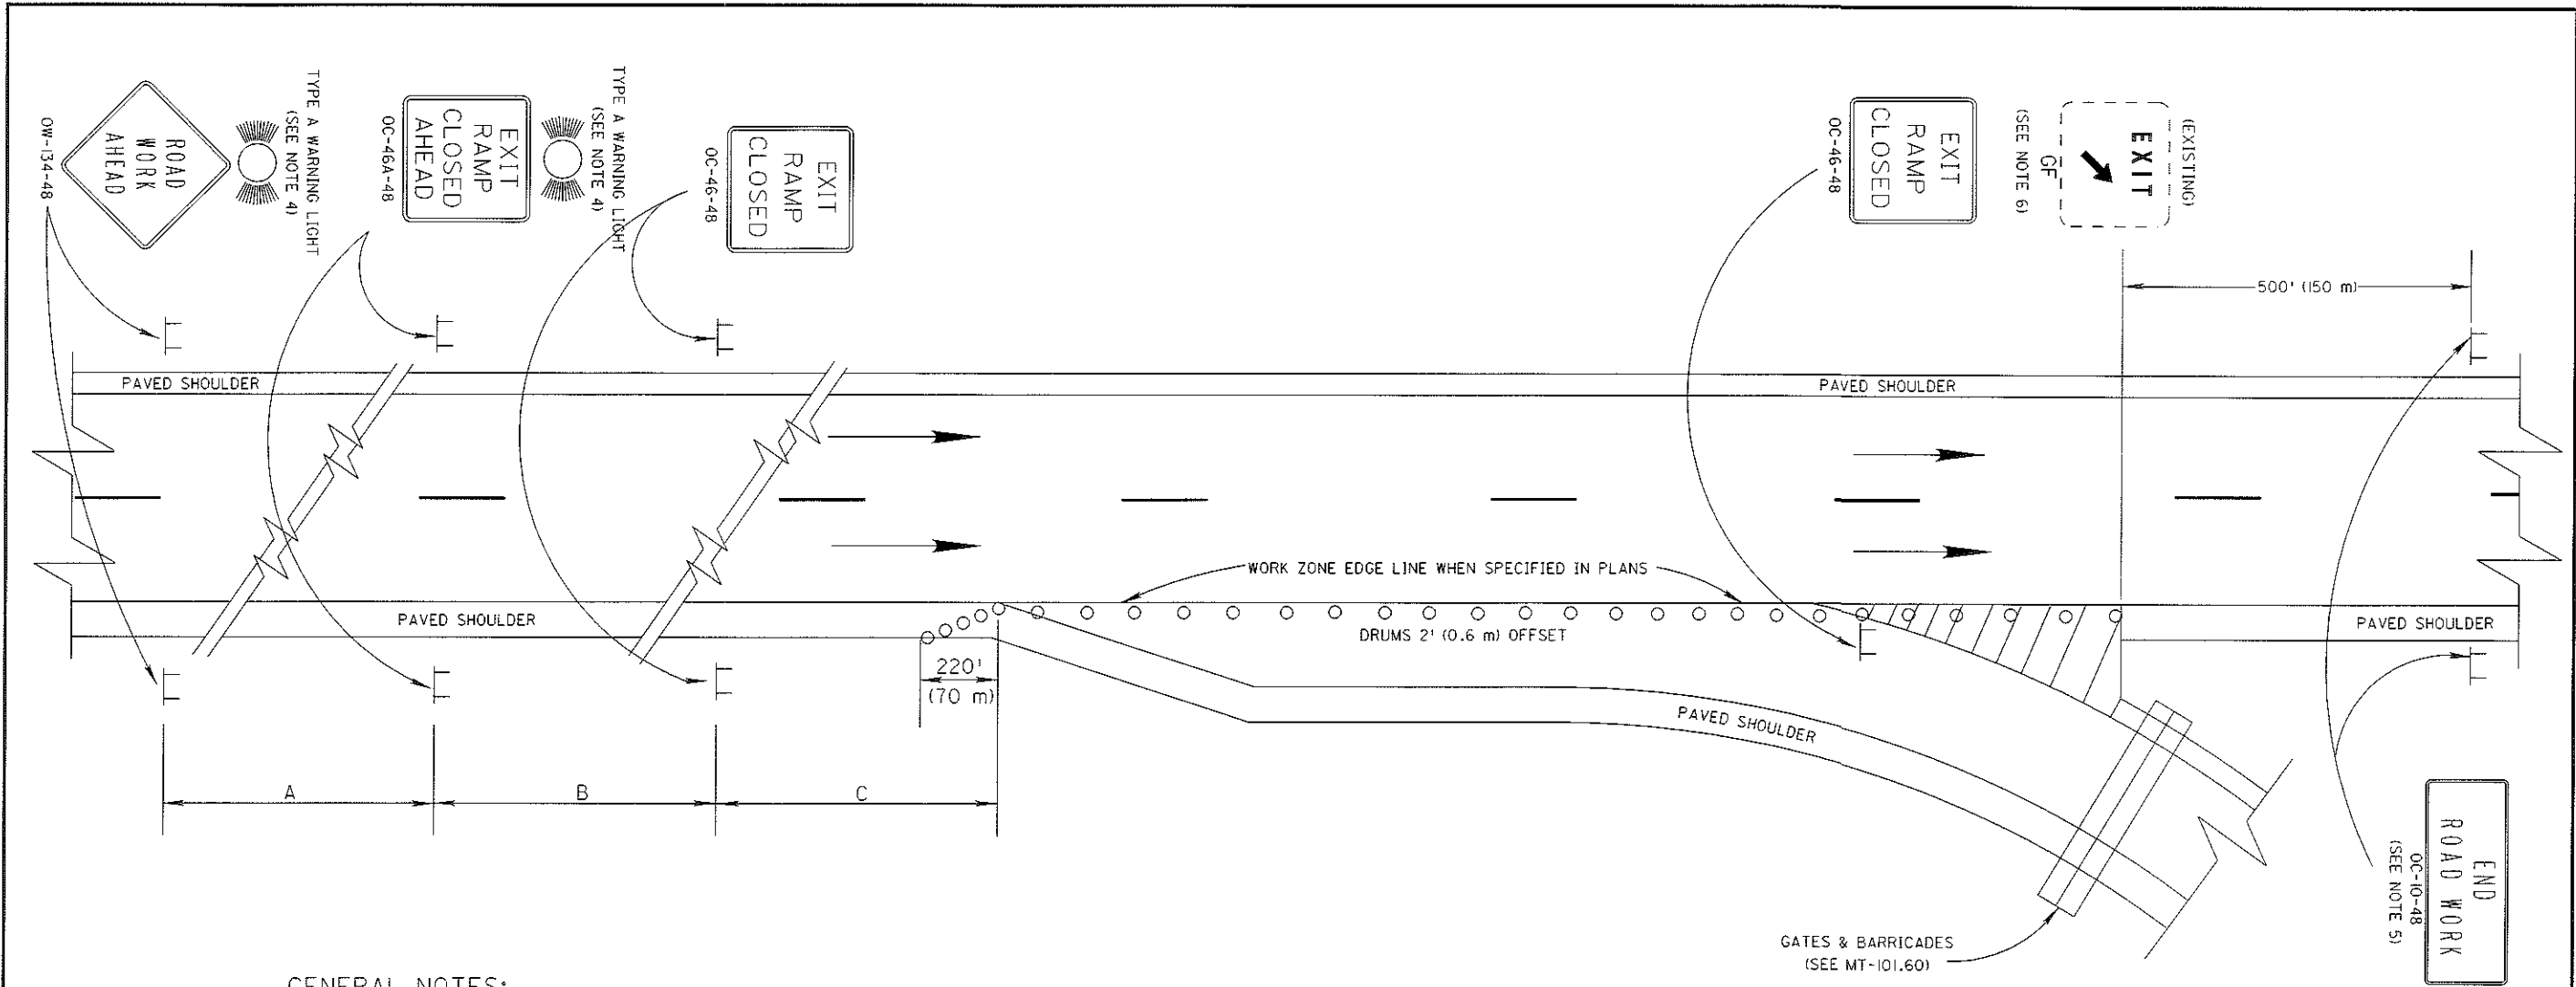 TYPE A WARNING LIGHT
(SEE NOTE 4)
ROAD
WORK
AHEAD
OW-134-48
EXIT
RAMP
CLOSED
AHEAD
OC-46A-48
TYPE A WARNING LIGHT
(SEE NOTE 4)
EXIT
RAMP
CLOSED
OC-46-48
EXIT
RAMP
CLOSED
OC-46-48
(EXISTING)
EXIT
GF
(SEE NOTE 6)
500' (150 m)
PAVED SHOULDER
PAVED SHOULDER
WORK ZONE EDGE LINE WHEN SPECIFIED IN PLANS
PAVED SHOULDER
DRUMS 2' (0.6 m) OFFSET
PAVED SHOULDER
220'
(70 m)
PAVED SHOULDER
A
B
C
END
ROAD WORK
OC-10-48
(SEE NOTE 5)
GATES & BARRICADES
(SEE MT-101.60)
GENERAL NOTES: